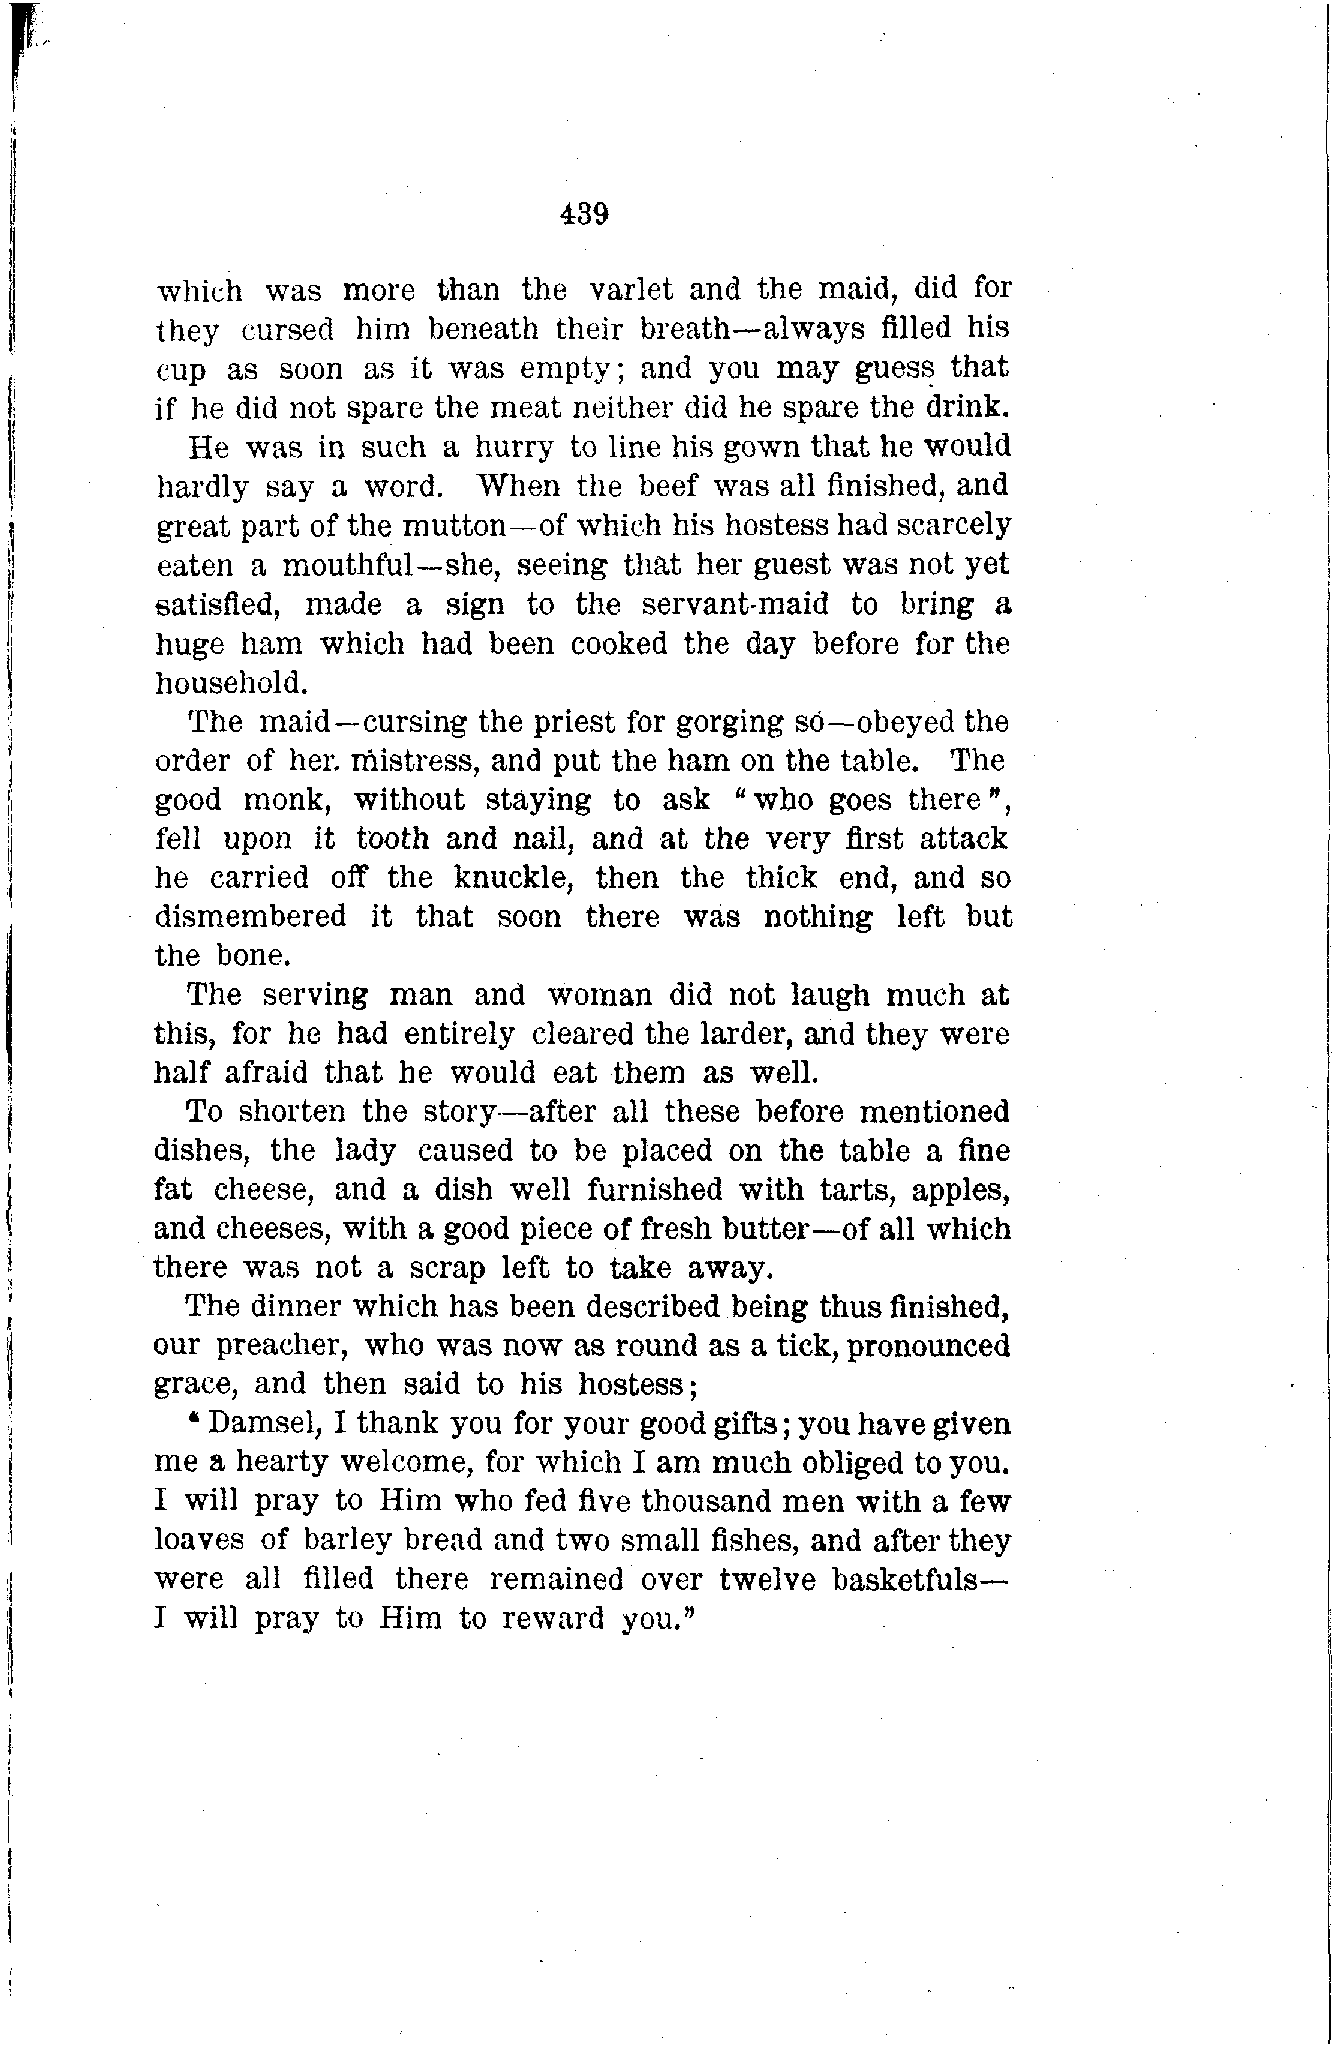 439
which was more than the varlet and the maid, did for
they cursed him beneath their breath—always filled his
cup as soon as it was empty; and you may guess that
if he did not spare the meat neither did he spare the drink.
He was in such a hurry to line his gown that he would
hardly say a word. When the beef was all finished, and
great part of the mutton—of which his hostess had scarcely
eaten a mouthful—she, seeing that her guest was not yet
satisfied, made a sign to the servant-maid to bring a
huge ham which had been cooked the day before for the
household.
The maid—cursing the priest for gorging so—obeyed the
order of her mistress, and put the ham on the table. The
good monk, without staying to ask “who goes there”,
fell upon it tooth and nail, and at the very first attack
he carried off the knuckle, then the thick end, and so
dismembered it that soon there was nothing left but
the bone.
The serving man and woman did not laugh much at
this, for he had entirely cleared the larder, and they were
half afraid that he would eat them as well.
To shorten the story—after all these before mentioned
dishes, the lady caused to be placed on the table a fine
fat cheese, and a dish well furnished with tarts, apples,
and cheeses, with a good piece of fresh butter—of all which
there was not a scrap left to take away.
The dinner which has been described being thus finished,
our preacher, who was now as round as a tick, pronounced
grace, and then said to his hostess;
“Damsel, I thank you for your good gifts; you have given
me a hearty welcome, for which I am much obliged to you.
I will pray to Him who fed five thousand men with a few
loaves of barley bread and two small fishes, and after they
were all filled there remained over twelve basketfuls—
I will pray to Him to reward you.”